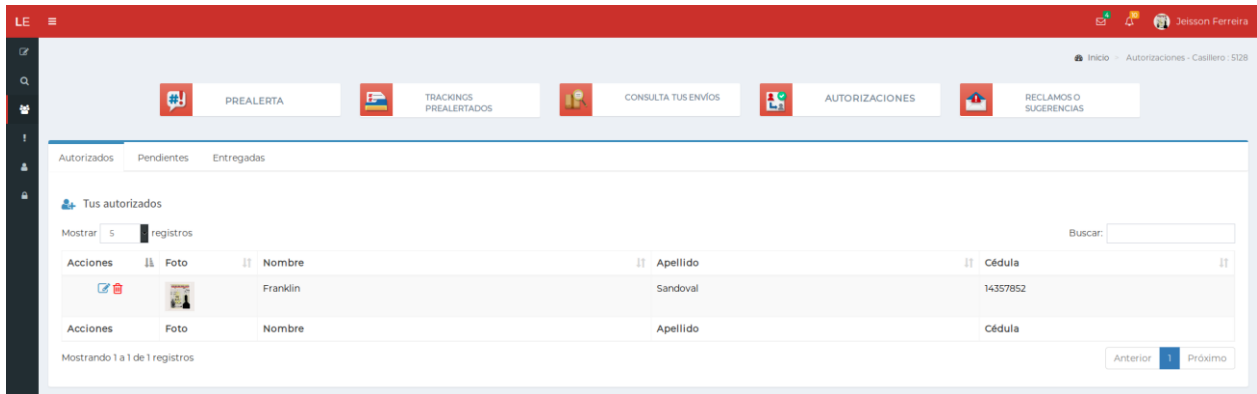 LE
4
10
Jeisson Ferreira
Inicio > Autorizaciones - Casillero : 5128
#!
PREALERTA
TRACKINGS
PREALERTADOS
CONSULTA TUS ENVÍOS
AUTORIZACIONES
RECLAMOS O
SUGERENCIAS
Autorizados Pendientes Entregadas
Tus autorizados
Mostrar 5 registros
Buscar:
Acciones Foto Nombre Apellido Cédula
Franklin Sandoval 14357852
Acciones Foto Nombre Apellido Cédula
Mostrando 1 a 1 de 1 registros
Anterior 1 Próximo